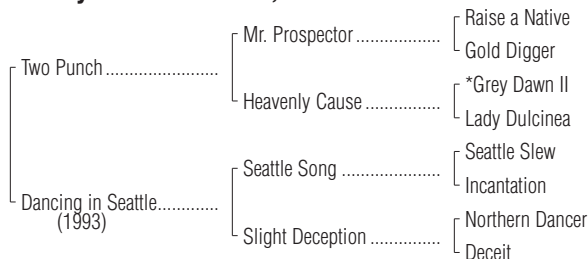 Raise a Native
Mr. Prospector
Gold Digger
Two Punch
*Grey Dawn II
Heavenly Cause
Lady Dulcinea
Seattle Slew
Seattle Song
Incantation
Dancing in Seattle
(1993)
Northern Dancer
Slight Deception
Deceit